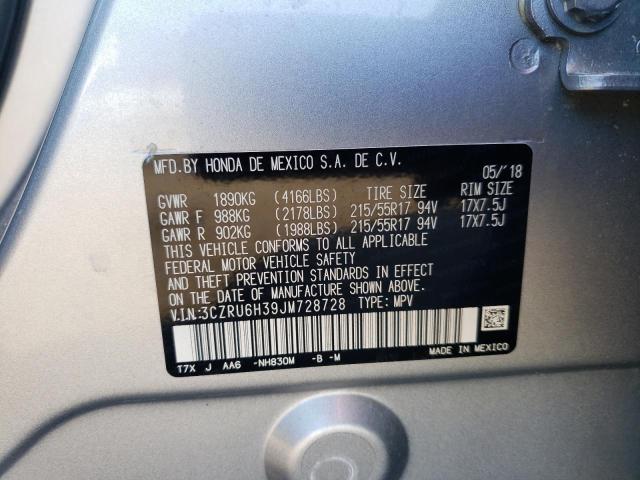 MFD.BY HONDA DE MEXICO S.A. DE C.V.
05/'18
GVWR 1890KG (4166LBS) TIRE SIZE RIM SIZE
GAWR F 988KG (2178LBS) 215/55R17 94V 17X7.5J
GAWR R 902KG (1988LBS) 215/55R17 94V 17X7.5J
THIS VEHICLE CONFORMS TO ALL APPLICABLE
FEDERAL MOTOR VEHICLE SAFETY
AND THEFT PREVENTION STANDARDS IN EFFECT
ON THE DATE OF MANUFACTURE SHOWN ABOVE.
V.I.N.:3CZRU6H39JM728728 TYPE: MPV
T7X J AA6 -NH830M -B -M
MADE IN MEXICO